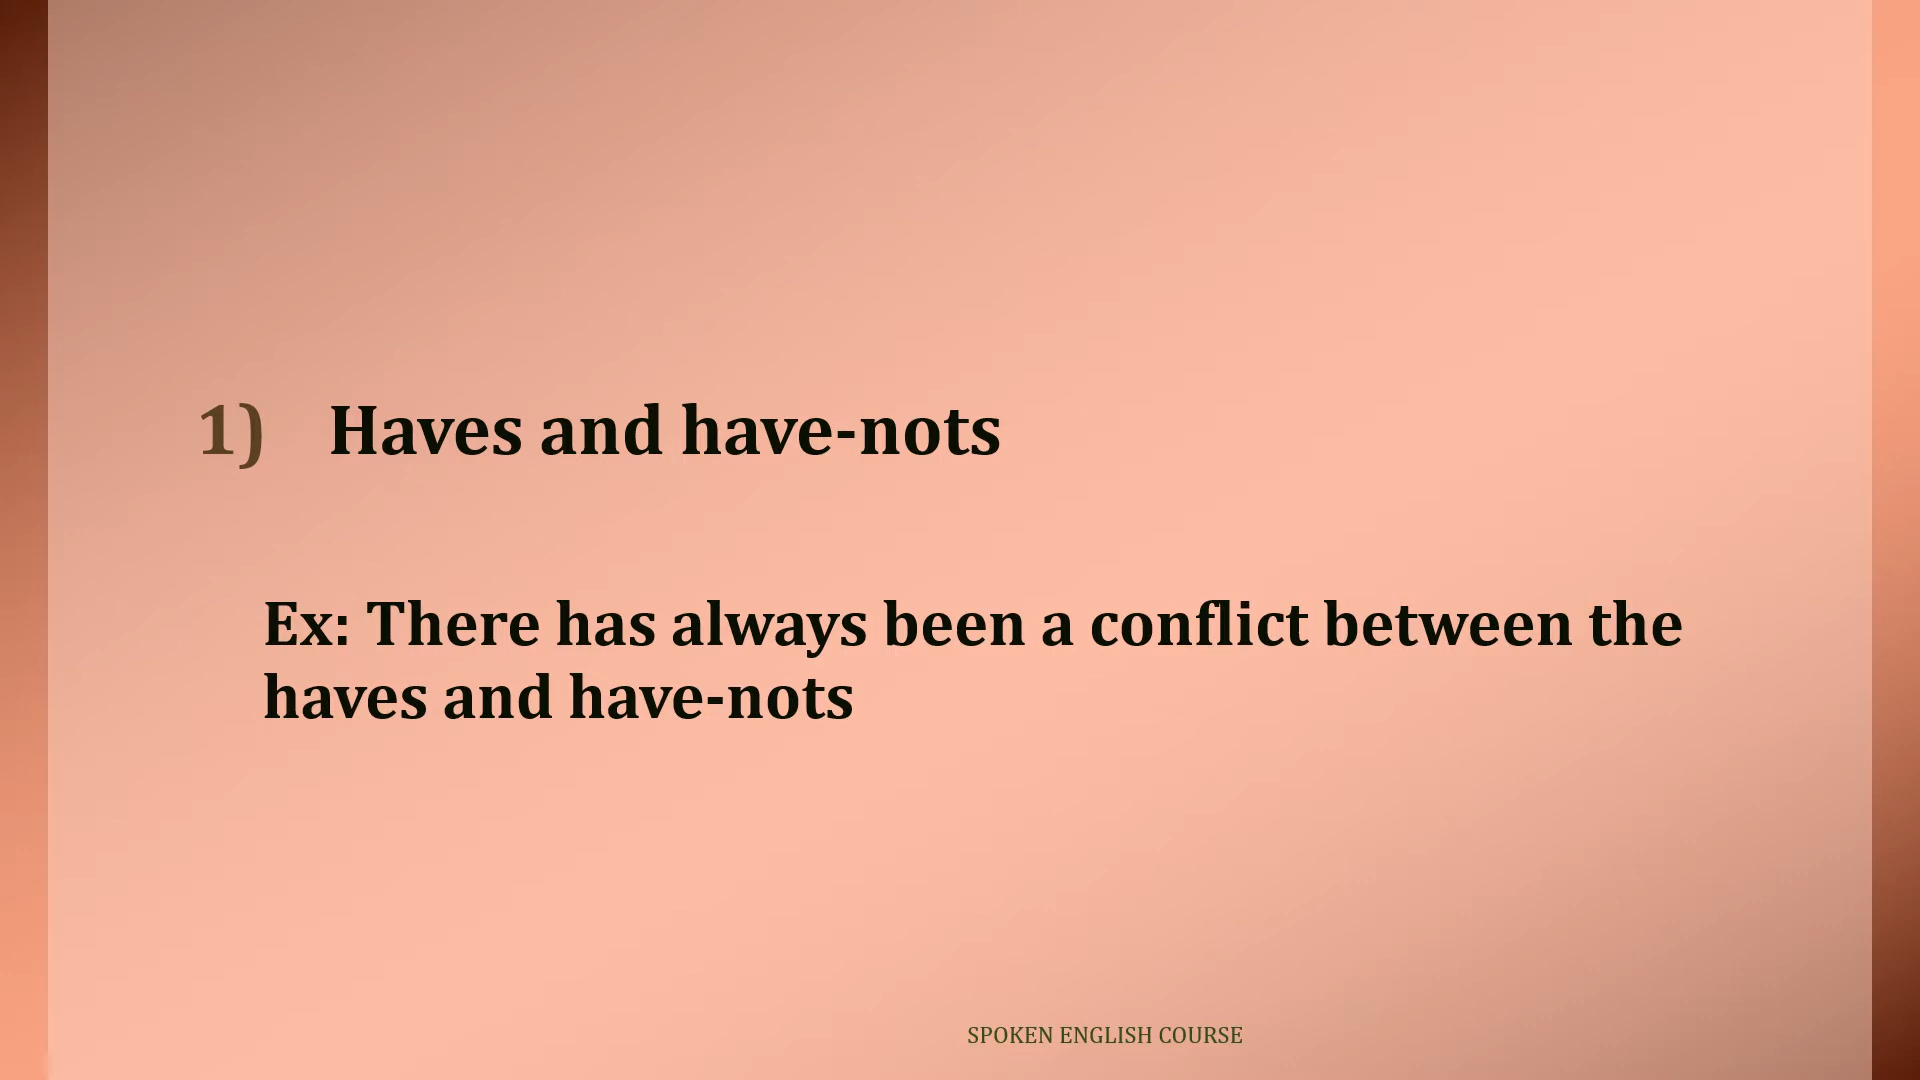 1) Haves and have-nots
Ex: There has always been a conflict between the
haves and have-nots
SPOKEN ENGLISH COURSE